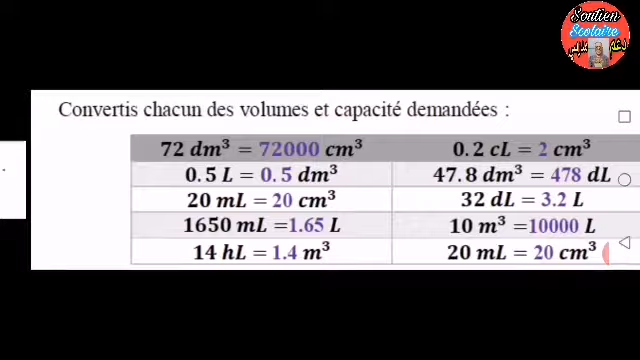 Soutien
Scolaire
Convertis chacun des volumes et capacité demandées :
72 dm³ = 72000 cm³ 0.2 cL = 2 cm³
0.5 L = 0.5 dm³ 47.8 dm³ = 478 dL
20 mL = 20 cm³ 32 dL = 3.2 L
1650 mL =1.65 L 10 m³ =10000 L
14 hL = 1.4 m³ 20 mL = 20 cm³